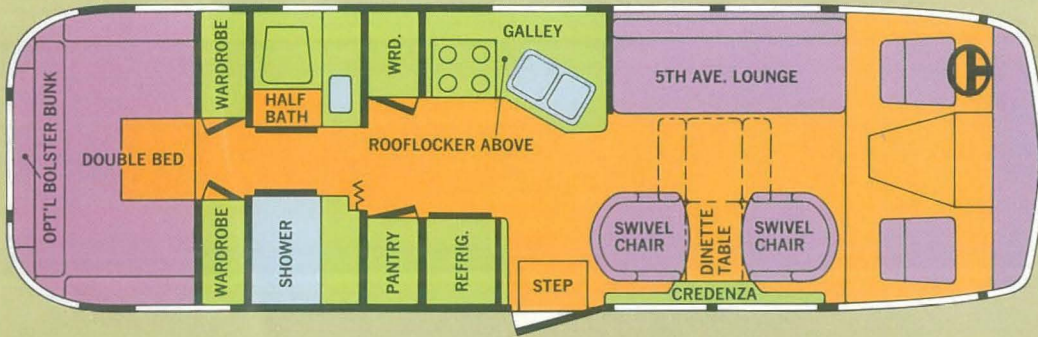 OPT'L BOLSTER BUNK
DOUBLE BED
WARDROBE
HALF
BATH
WRD.
GALLEY
ROOFLOCKER ABOVE
5TH AVE. LOUNGE
WARDROBE
SHOWER
PANTRY
REFRIG.
STEP
SWIVEL
CHAIR
DINETTE
TABLE
SWIVEL
CHAIR
CREDENZA